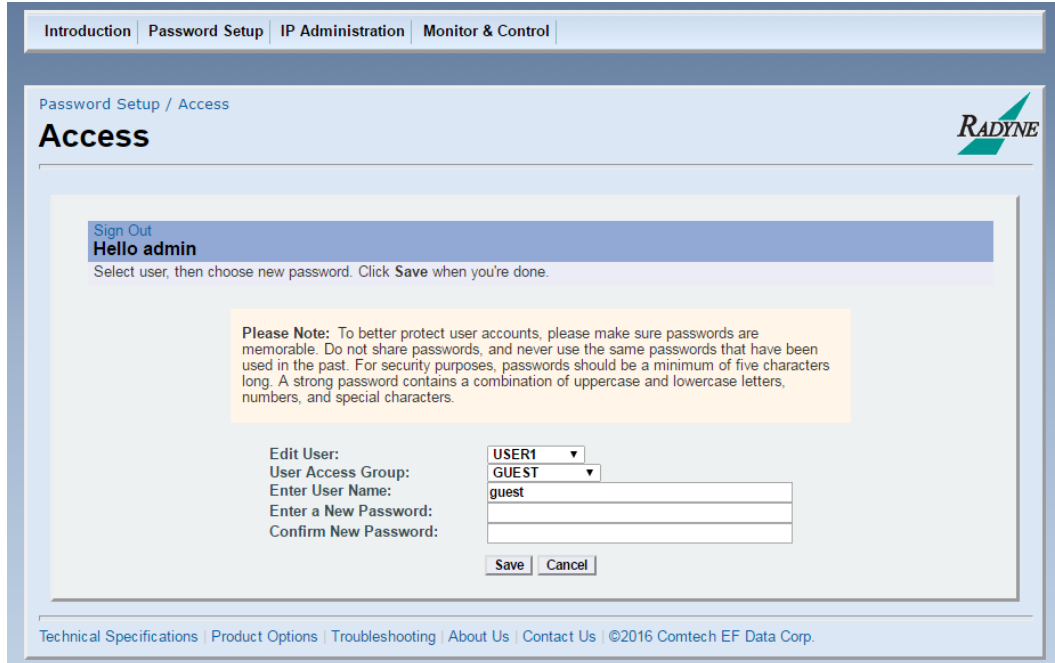 Introduction Password Setup IP Administration Monitor & Control
Password Setup / Access
Access
RADYNE
Sign Out
Hello admin
Select user, then choose new password. Click Save when you're done.
Please Note: To better protect user accounts, please make sure passwords are
memorable. Do not share passwords, and never use the same passwords that have been
used in the past. For security purposes, passwords should be a minimum of five characters
long. A strong password contains a combination of uppercase and lowercase letters,
numbers, and special characters.
Edit User: USER1
User Access Group: GUEST
Enter User Name: guest
Enter a New Password:
Confirm New Password:
Save Cancel
Technical Specifications | Product Options | Troubleshooting | About Us | Contact Us | ©2016 Comtech EF Data Corp.